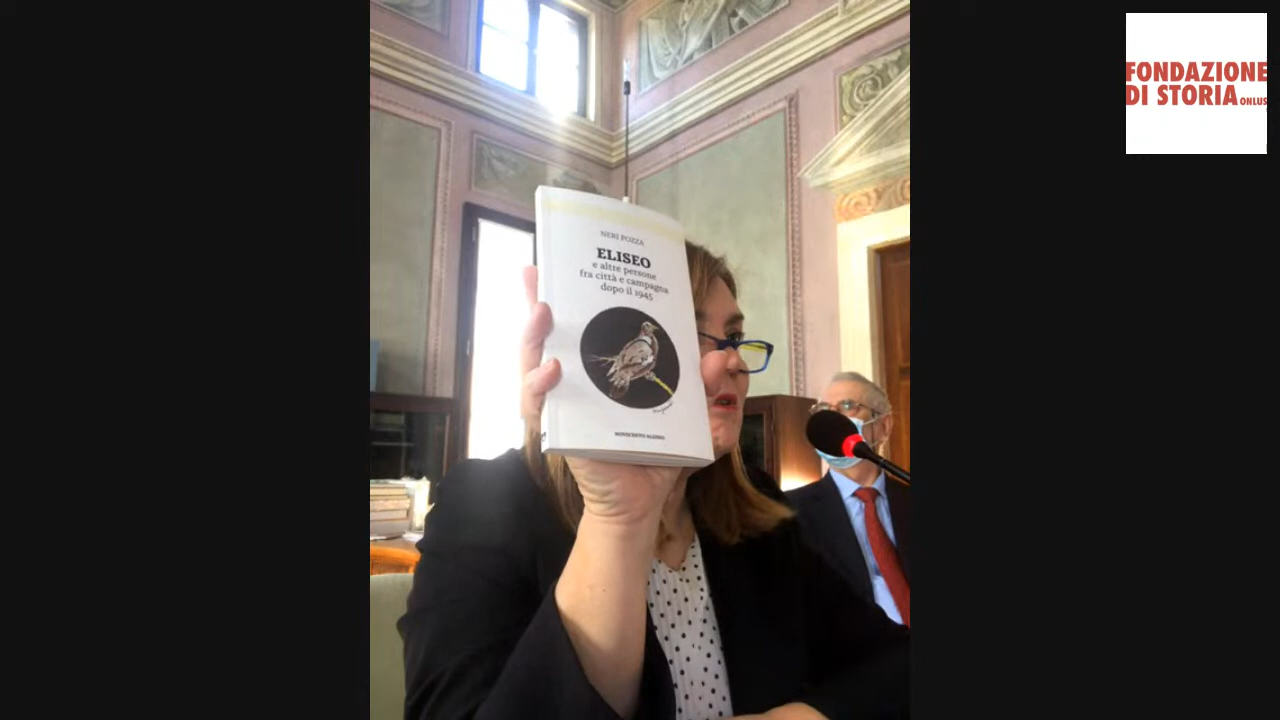 FONDAZIONE
DI STORIA ONLUS
NERI POZZA
ELISEO
e altre persone
fra città e campagna
dopo il 1945